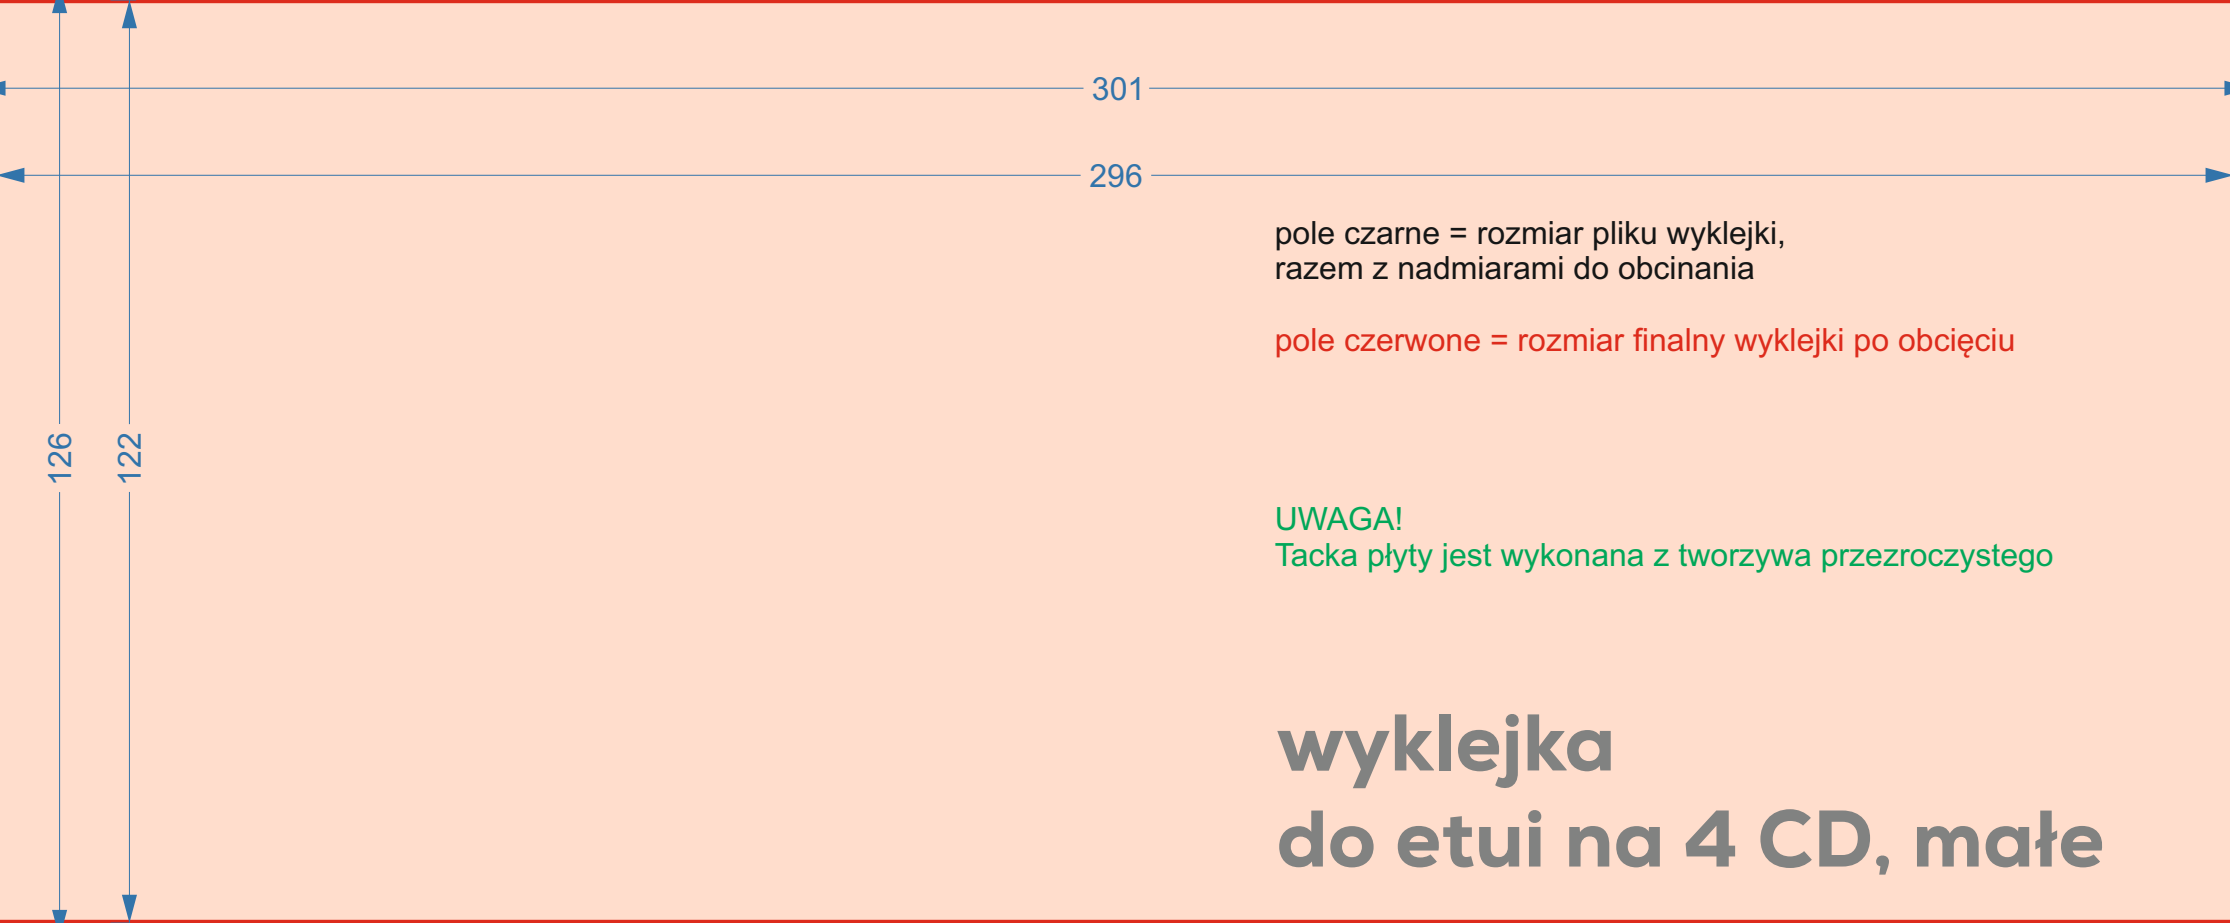 301
296
pole czarne = rozmiar pliku wyklejki,
razem z nadmiarami do obcinania
pole czerwone = rozmiar finalny wyklejki po obcięciu
126
122
UWAGA!
Tacka płyty jest wykonana z tworzywa przezroczystego
wyklejka
do etui na 4 CD, małe